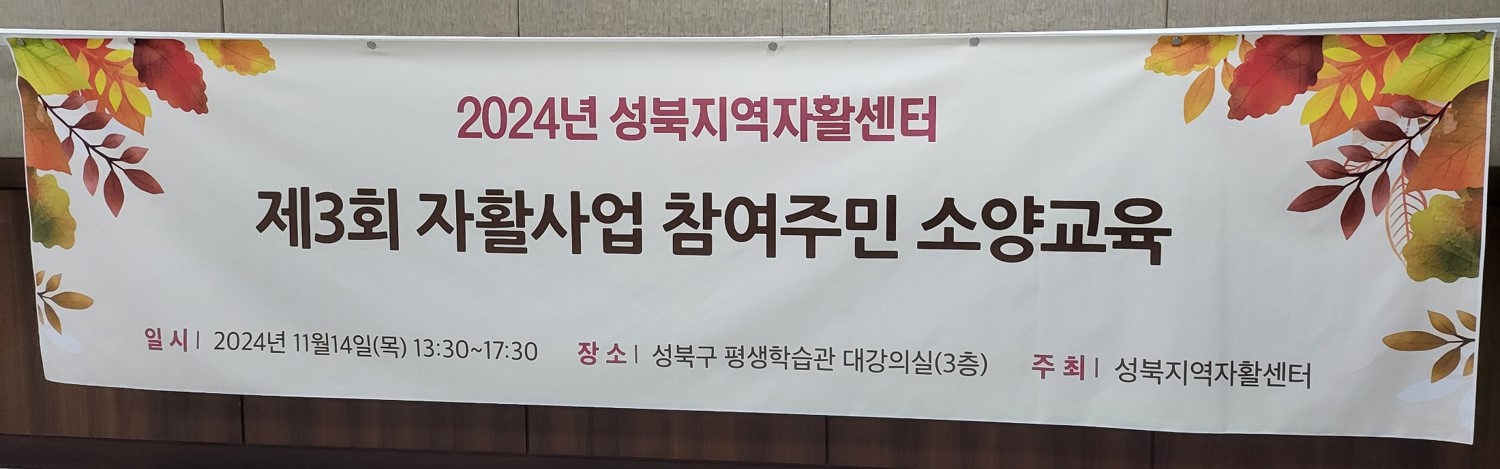 2024년 성북지역자활센터
제3회 자활사업 참여주민 소양교육
일 시 | 2024년 11월14일(목) 13:30~17:30 장 소 | 성북구 평생학습관 대강의실(3층) 주 최 | 성북지역자활센터